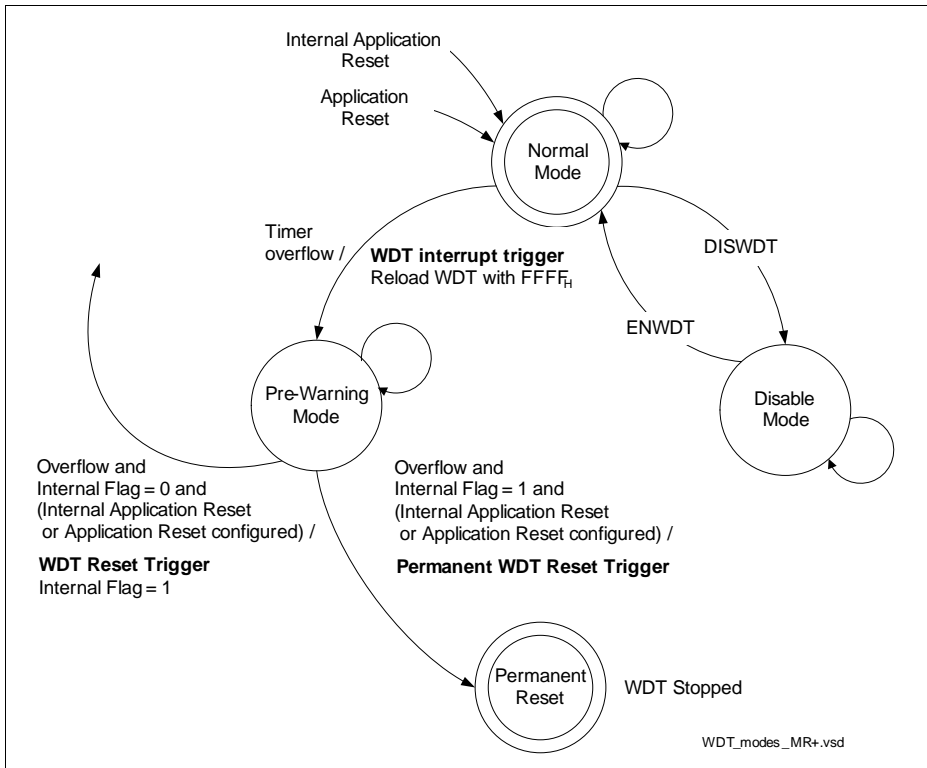 Internal Application
Reset
Application
Reset
Normal
Mode
Timer
overflow /
WDT interrupt trigger
Reload WDT with FFFFH
DISWDT
ENWDT
Pre-Warning
Mode
Disable
Mode
Overflow and
Internal Flag = 0 and
(Internal Application Reset
or Application Reset configured) /
WDT Reset Trigger
Internal Flag = 1
Overflow and
Internal Flag = 1 and
(Internal Application Reset
or Application Reset configured) /
Permanent WDT Reset Trigger
Permanent
Reset
WDT Stopped
WDT_modes_MR+.vsd